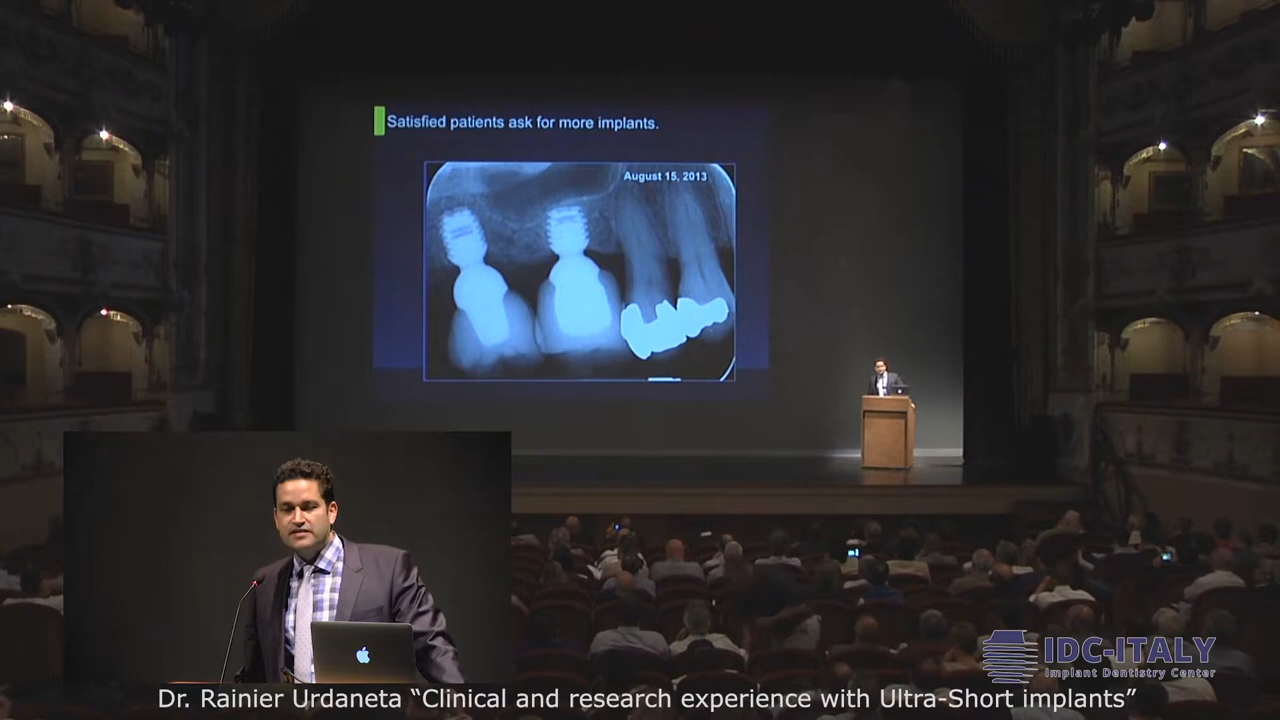 Satisfied patients ask for more implants.
August 15, 2013
IDC-ITALY
Implant Dentistry Center
Dr. Rainier Urdaneta “Clinical and research experience with Ultra-Short implants”